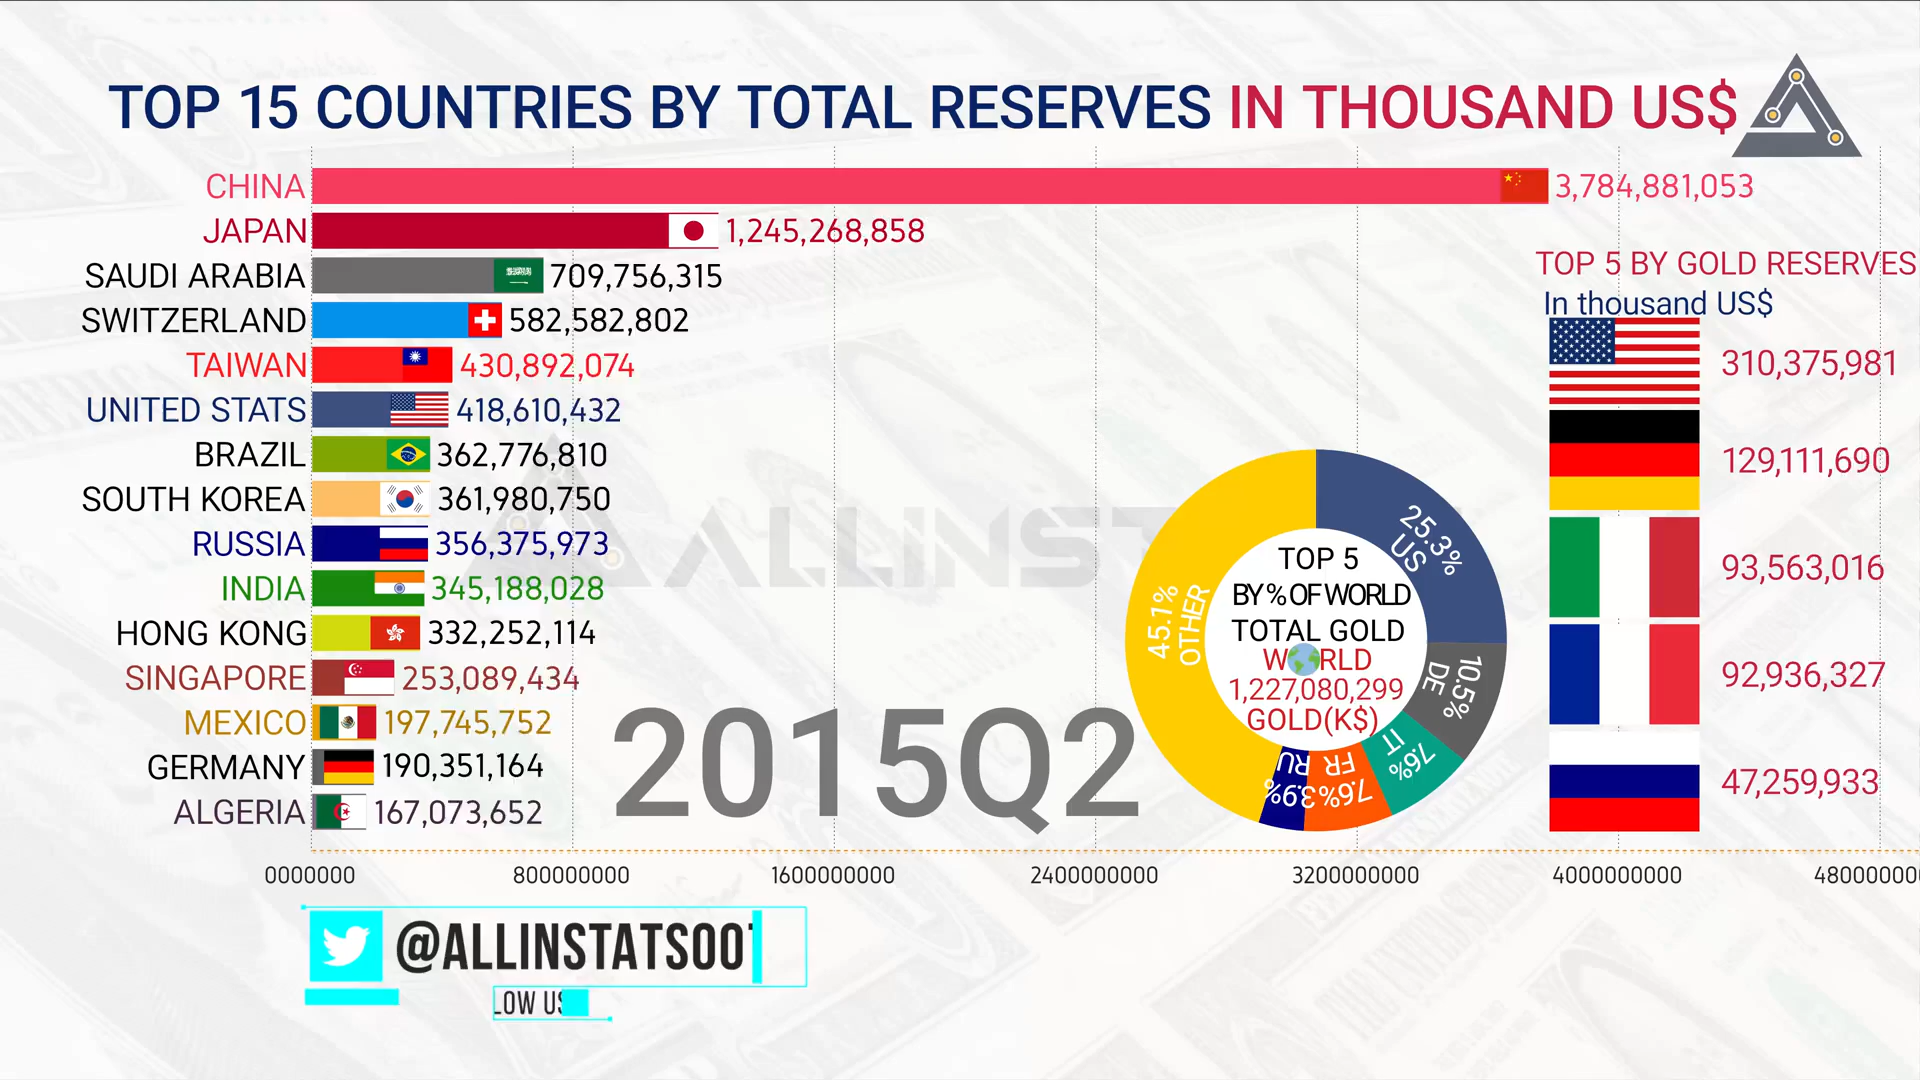 TOP 15 COUNTRIES BY TOTAL RESERVES IN THOUSAND US$
CHINA 3,784,881,053
JAPAN 1,245,268,858
SAUDI ARABIA 709,756,315
SWITZERLAND 582,582,802
TAIWAN 430,892,074
UNITED STATS 418,610,432
BRAZIL 362,776,810
SOUTH KOREA 361,980,750
RUSSIA 356,375,973
INDIA 345,188,028
HONG KONG 332,252,114
SINGAPORE 253,089,434
MEXICO 197,745,752
GERMANY 190,351,164
ALGERIA 167,073,652
00000000 800000000 1600000000 2400000000 3200000000 4000000000 480000000
2015Q2
ALLINST
TOP 5 BY GOLD RESERVES
In thousand US$
310,375,981
129,111,690
93,563,016
92,936,327
47,259,933
TOP 5
BY % OF WORLD
TOTAL GOLD
W RLD
1,227,080,299
GOLD(K$)
25.3%
US
10.5%
DE
7.6%
IT
7.6%
FR
3.9%
RU
45.1%
OTHER
@ALLINSTATS00
LOW US